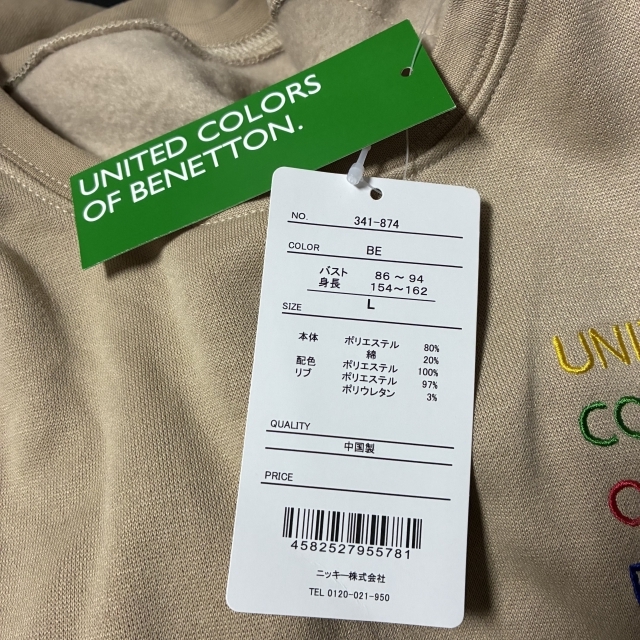 UNITED COLORS
OF BENETTON.
NO. 341-874
COLOR BE
バスト 86 ～ 94
身長 154～162
SIZE L
本体 ポリエステル 80%
綿 20%
配色 ポリエステル 100%
リブ ポリエステル 97%
ポリウレタン 3%
QUALITY
中国製
PRICE
4582527955781
ニッキー株式会社
TEL 0120-021-950
UNI
CO
O